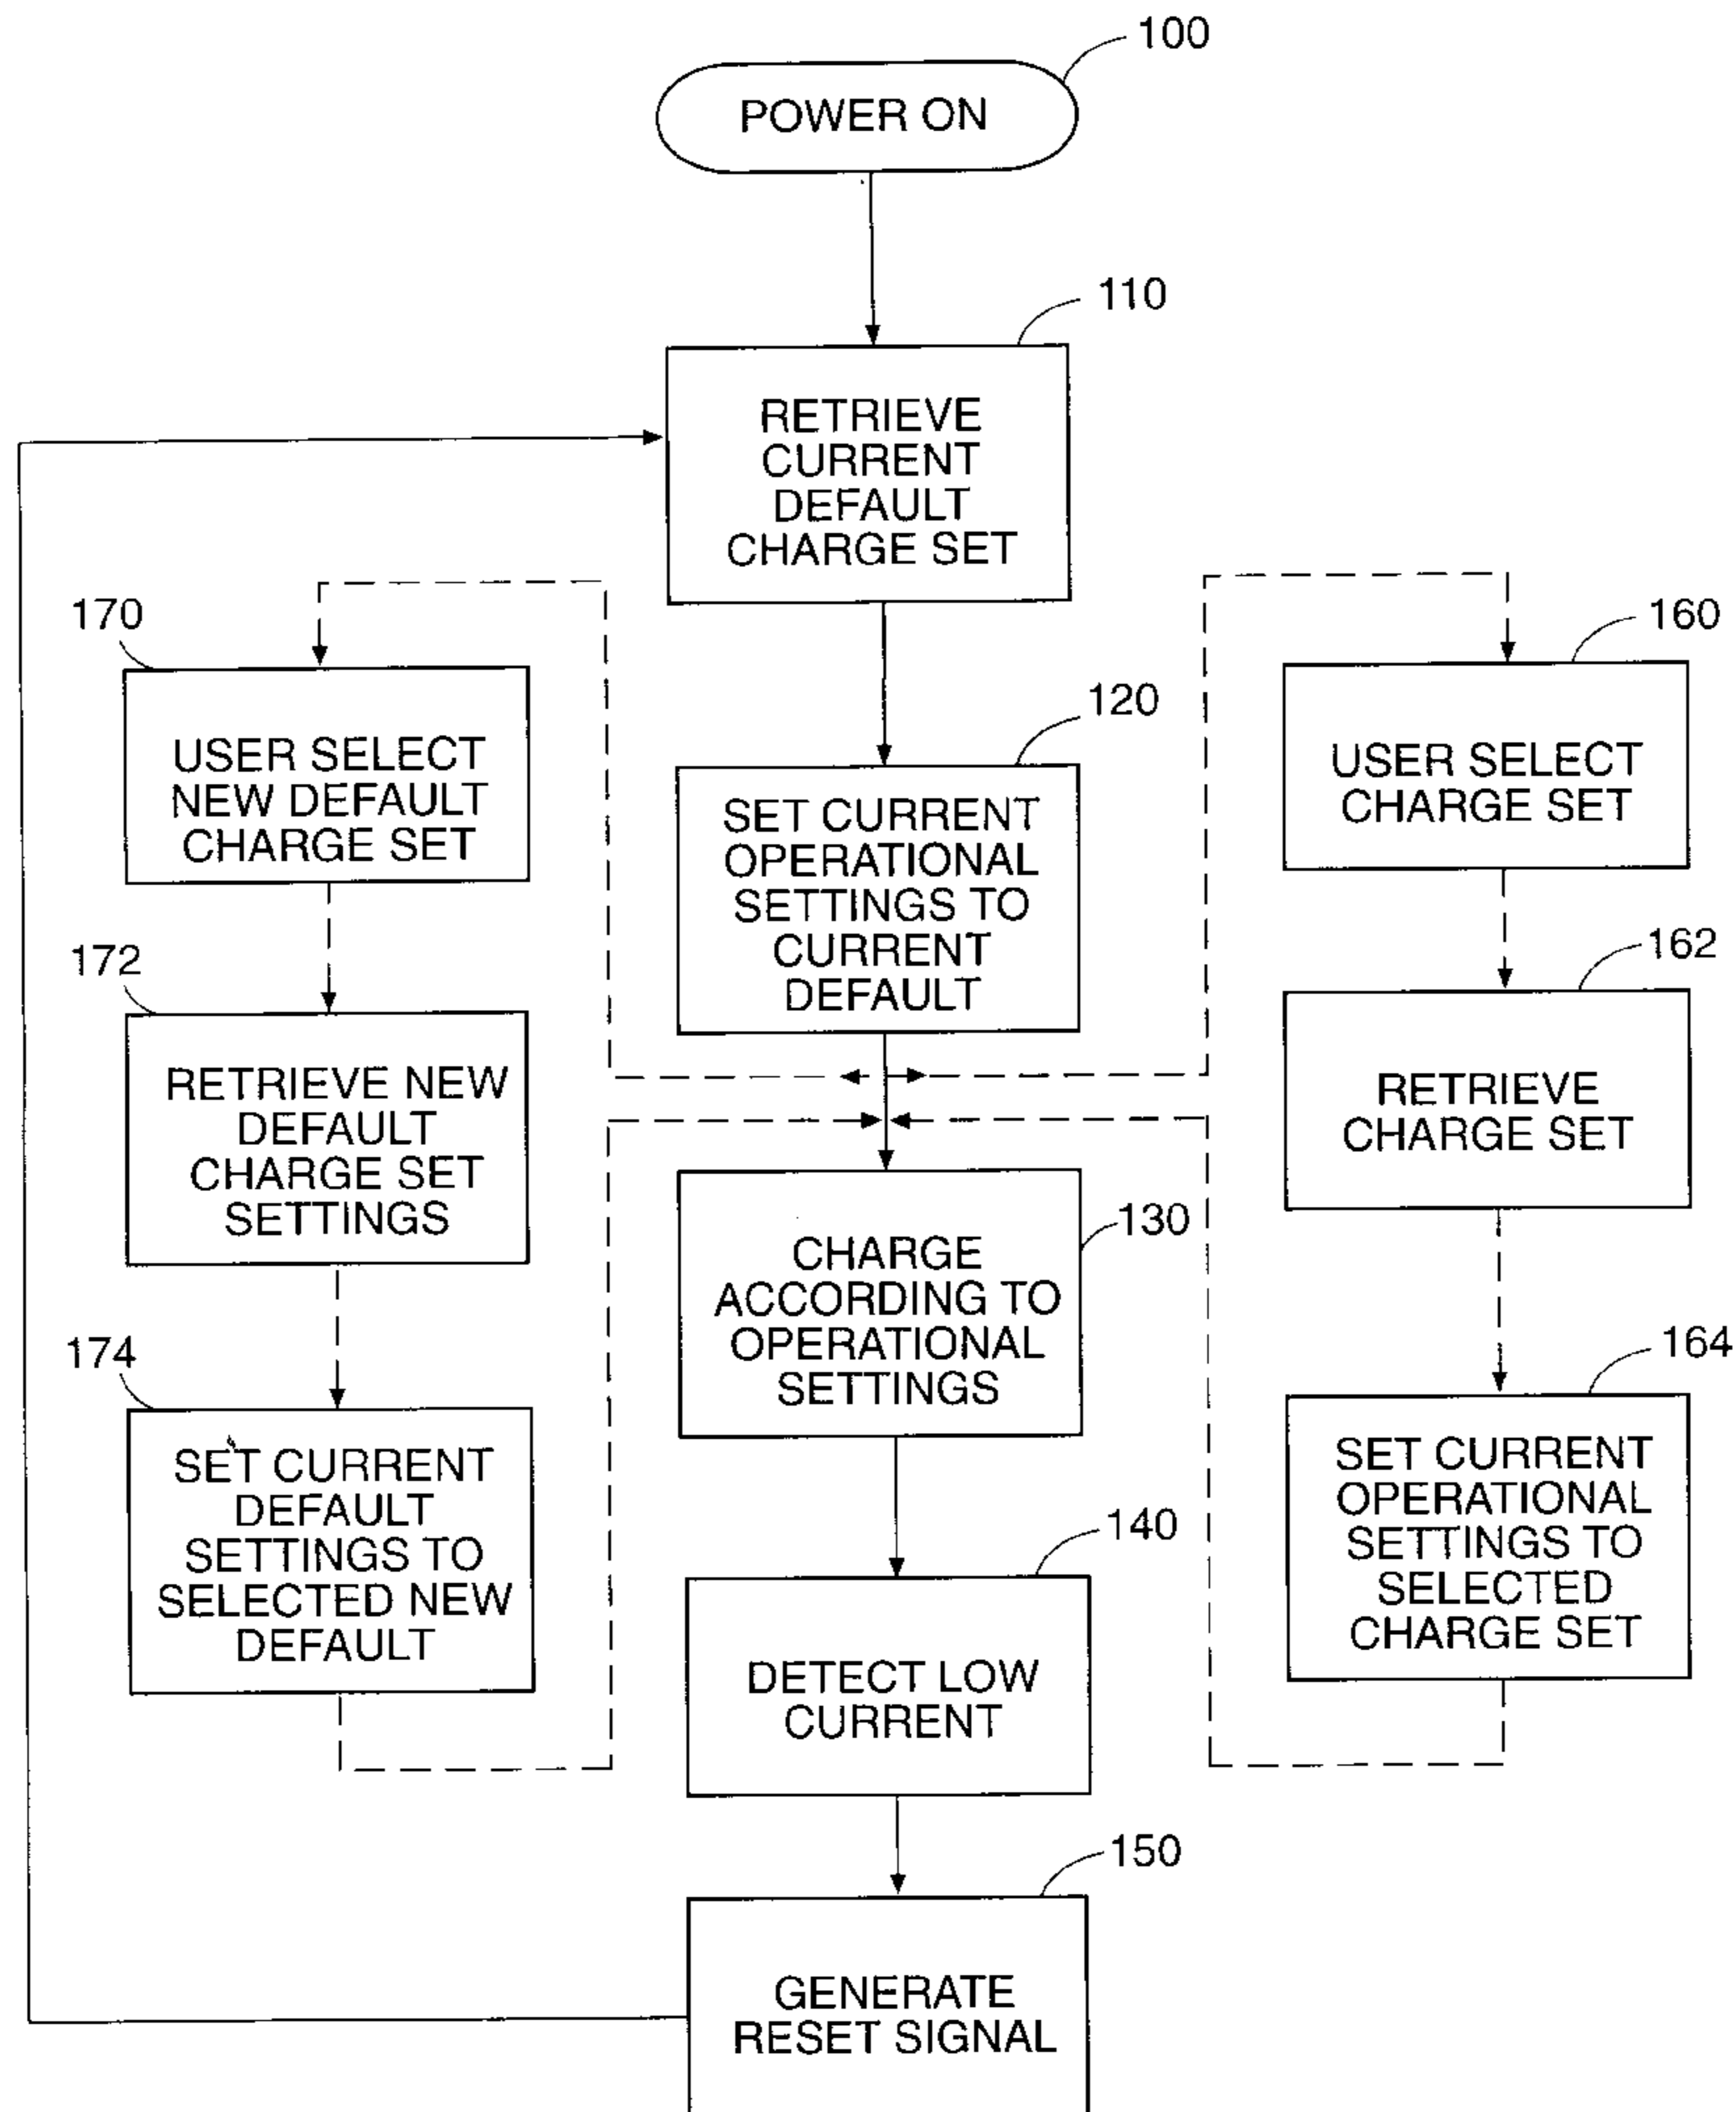 100
POWER ON
110
RETRIEVE
CURRENT
DEFAULT
CHARGE SET
170
USER SELECT
NEW DEFAULT
CHARGE SET
120
SET CURRENT
OPERATIONAL
SETTINGS TO
CURRENT
DEFAULT
160
USER SELECT
CHARGE SET
172
RETRIEVE NEW
DEFAULT
CHARGE SET
SETTINGS
162
RETRIEVE
CHARGE SET
130
CHARGE
ACCORDING TO
OPERATIONAL
SETTINGS
174
SET CURRENT
DEFAULT
SETTINGS TO
SELECTED NEW
DEFAULT
164
SET CURRENT
OPERATIONAL
SETTINGS TO
SELECTED
CHARGE SET
140
DETECT LOW
CURRENT
150
GENERATE
RESET SIGNAL